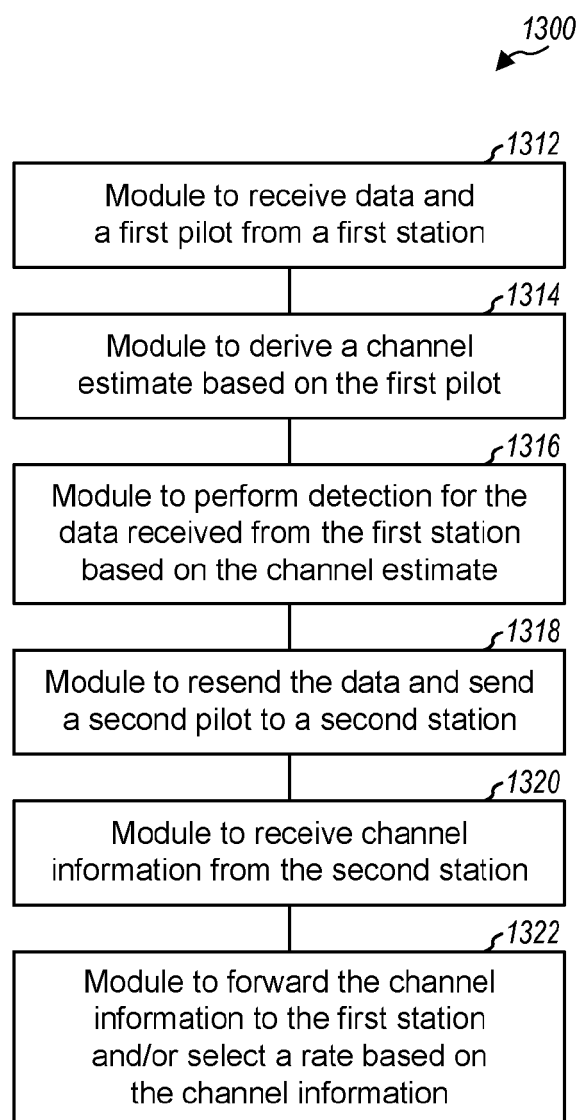 1300
1312
Module to receive data and
a first pilot from a first station
1314
Module to derive a channel
estimate based on the first pilot
1316
Module to perform detection for the
data received from the first station
based on the channel estimate
1318
Module to resend the data and send
a second pilot to a second station
1320
Module to receive channel
information from the second station
1322
Module to forward the channel
information to the first station
and/or select a rate based on
the channel information